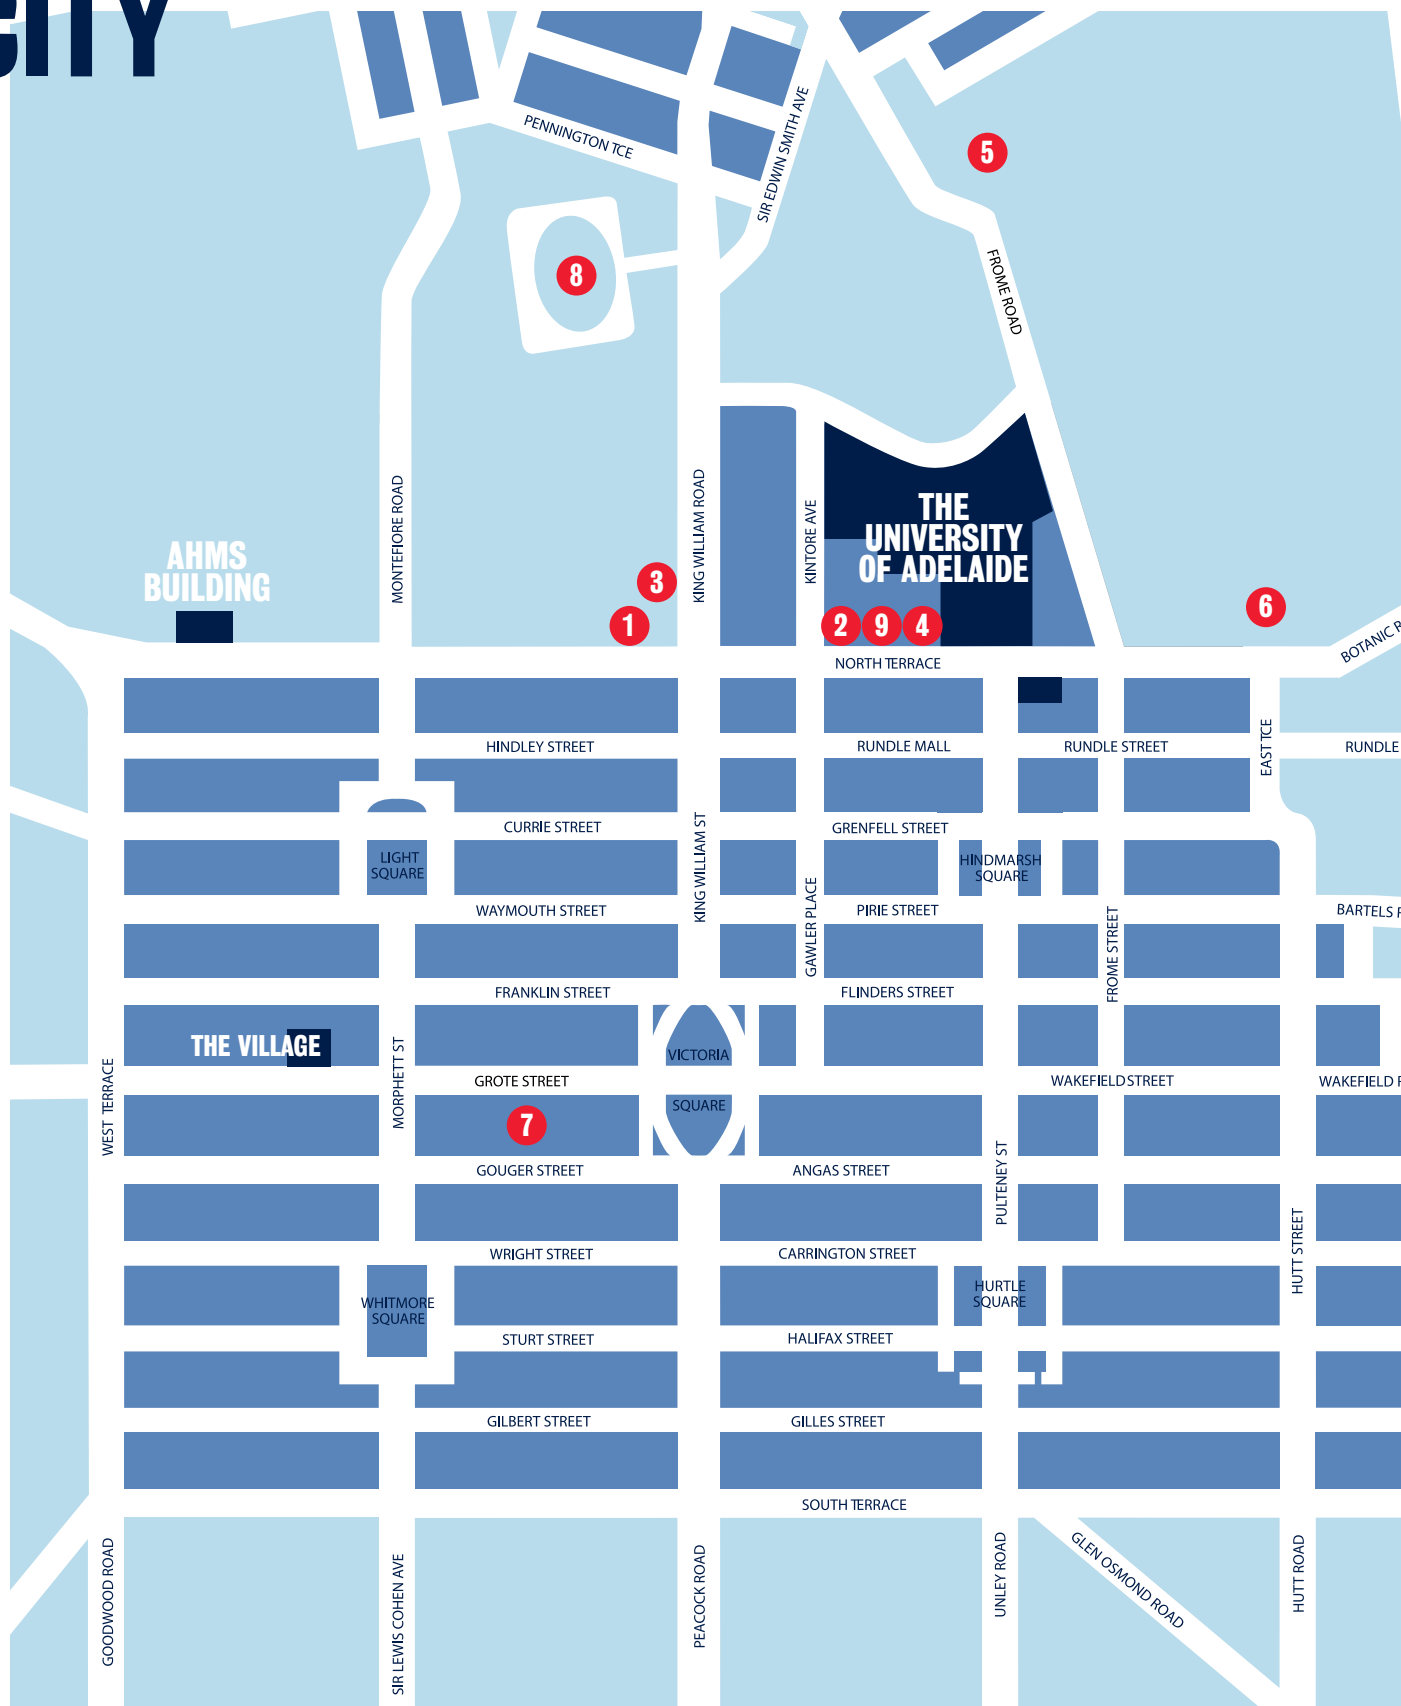 CITY
PENNINGTON TCE
SIR EDWIN SMITH AVE
5
8
FROME ROAD
MONTEFIORE ROAD
KING WILLIAM ROAD
KINTORE AVE
THE
UNIVERSITY
OF ADELAIDE
AHMS
BUILDING
3
1
2
9
4
6
BOTANIC R
NORTH TERRACE
HINDLEY STREET
RUNDLE MALL
RUNDLE STREET
EAST TCE
RUNDLE
CURRIE STREET
KING WILLIAM ST
GRENFELL STREET
LIGHT
SQUARE
HINDMARSH
SQUARE
WAYMOUTH STREET
GAWLER PLACE
PIRIE STREET
FROME STREET
BARTELS R
FRANKLIN STREET
FLINDERS STREET
THE VILLAGE
WEST TERRACE
MORPHETT ST
VICTORIA
SQUARE
GROTE STREET
WAKEFIELD STREET
WAKEFIELD R
7
GOUGER STREET
ANGAS STREET
PULTENEY ST
WRIGHT STREET
CARRINGTON STREET
HUTT STREET
WHITMORE
SQUARE
HURTLE
SQUARE
STURT STREET
HALIFAX STREET
GILBERT STREET
GILLES STREET
SOUTH TERRACE
GOODWOOD ROAD
SIR LEWIS COHEN AVE
PEACOCK ROAD
UNLEY ROAD
GLEN OSMOND ROAD
HUTT ROAD